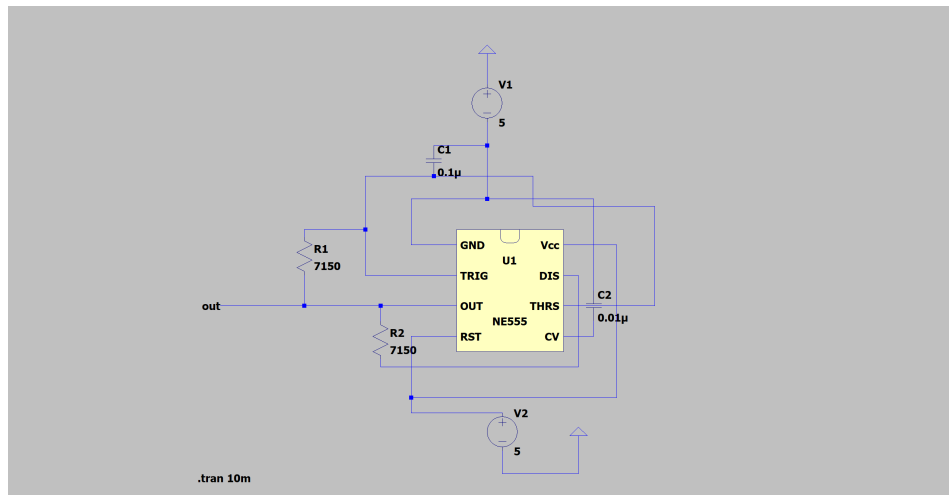 V1
+
−
5
C1
0.1µ
R1
7150
GND
Vcc
U1
TRIG
DIS
C2
out
OUT
THRS
0.01µ
NE555
R2
RST
CV
7150
V2
+
−
5
.tran 10m